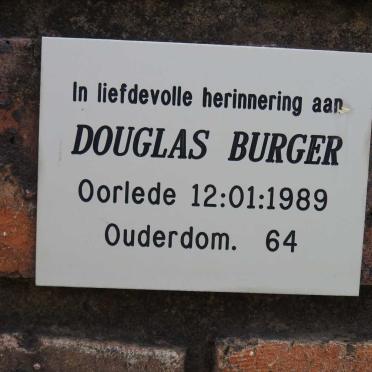 In liefdevolle herinnering aan
DOUGLAS BURGER
Oorlede 12:01:1989
Ouderdom. 64